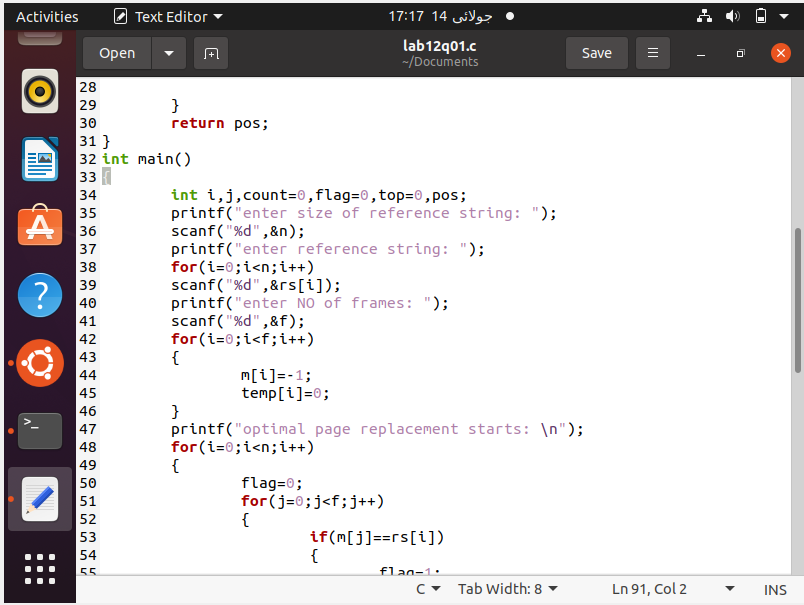 Activities Text Editor 17:17 14 جولائی
Open lab12q01.c Save
~/Documents
28
29 }
30 return pos;
31 }
32 int main()
33 {
34 int i,j,count=0,flag=0,top=0,pos;
35 printf("enter size of reference string: ");
36 scanf("%d",&n);
37 printf("enter reference string: ");
38 for(i=0;i<n;i++)
39 scanf("%d",&rs[i]);
40 printf("enter NO of frames: ");
41 scanf("%d",&f);
42 for(i=0;i<f;i++)
43 {
44 m[i]=-1;
45 temp[i]=0;
46 }
47 printf("optimal page replacement starts: \n");
48 for(i=0;i<n;i++)
49 {
50 flag=0;
51 for(j=0;j<f;j++)
52 {
53 if(m[j]==rs[i])
54 {
55 flag=1;
C Tab Width: 8 Ln 91, Col 2 INS